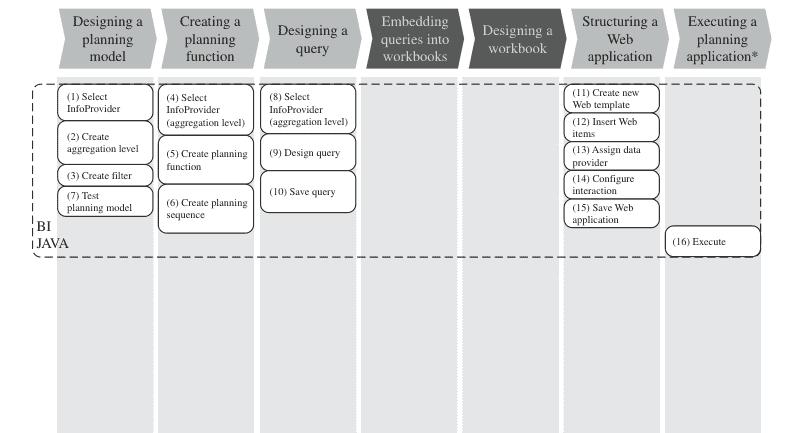 Designing a
planning
model
Creating a
planning
function
Designing a
query
Embedding
queries into
workbooks
Designing a
workbook
Structuring a
Web
application
Executing a
planning
application*
(1) Select
InfoProvider
(2) Create
aggregation level
(3) Create filter
(7) Test
planning model
(4) Select
InfoProvider
(aggregation level)
(5) Create planning
function
(6) Create planning
sequence
(8) Select
InfoProvider
(aggregation level)
(9) Design query
(10) Save query
(11) Create new
Web template
(12) Insert Web
items
(13) Assign data
provider
(14) Configure
interaction
(15) Save Web
application
(16) Execute
BI
JAVA